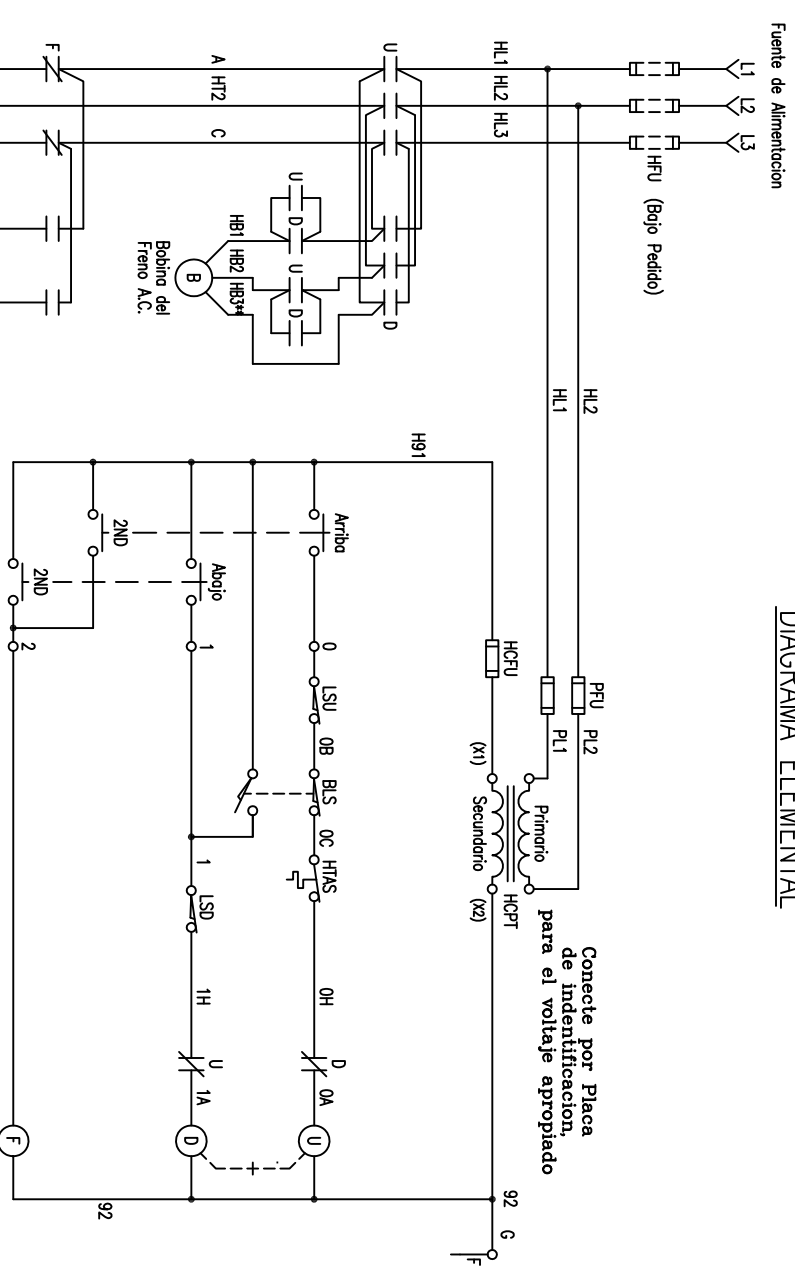 DIAGRAMA ELEMENTAL
Fuente de Alimentacion
L1
L2
L3
HFU (Bajo Pedido)
HL1
HL2
HL3
U
A
HT2
C
F
U
D
U
D
D
HB1
HB2
HB3**
B
Bobina del
Freno A.C.
HL2
HL1
PFU
PL2
PL1
HCFU
(X1)
Primario
Secundario
HCPT
(X2)
Conecte por Placa
de indentificacion,
para el voltaje apropiado
H91
92
G
F
Arriba
0
LSU
0B
BLS
0C
HTAS
0H
D
0A
U
Abajo
1
1
LSD
1H
U
1A
D
2ND
2ND
2
F
92